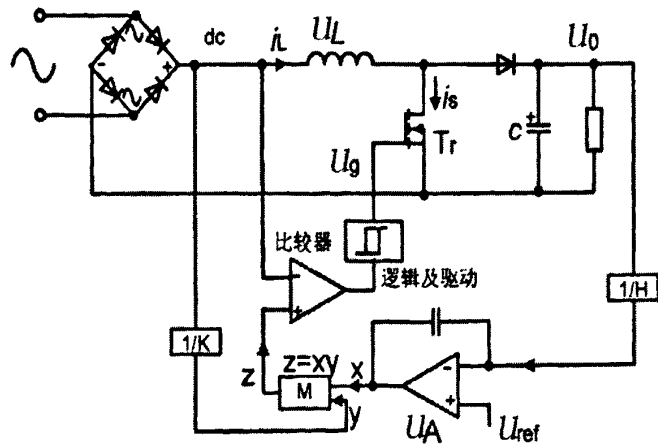 dc
iL
UL
U0
- +
is
Tr
c
+
Ug
比较器
-
+
逻辑及驱动
1/H
1/K
z
z=xy
M
x
y
-
+
UA
Uref